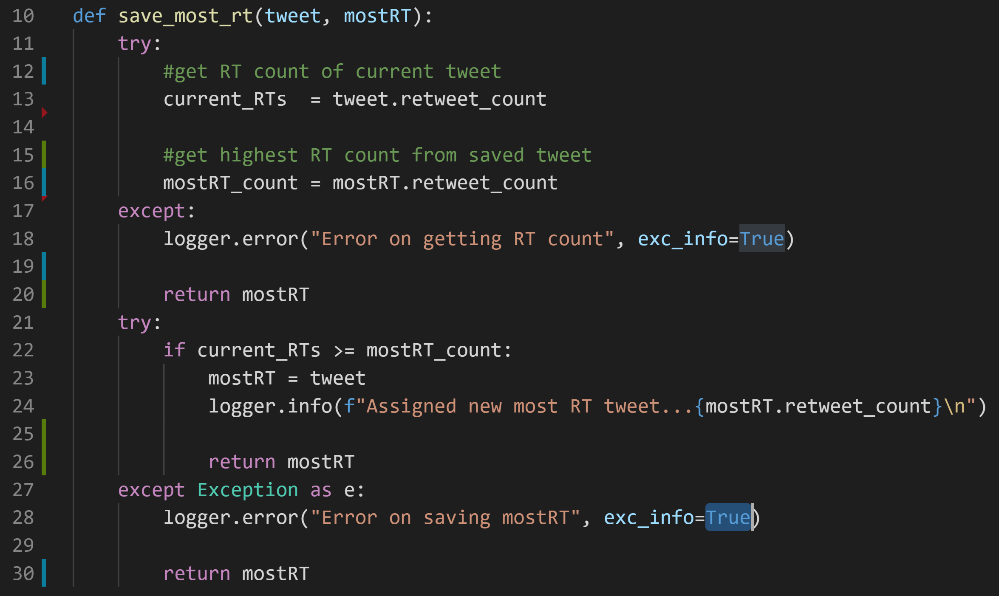 10 def save_most_rt(tweet, mostRT):
11     try:
12         #get RT count of current tweet
13         current_RTs  = tweet.retweet_count
14
15         #get highest RT count from saved tweet
16         mostRT_count = mostRT.retweet_count
17     except:
18         logger.error("Error on getting RT count", exc_info=True)
19
20         return mostRT
21     try:
22         if current_RTs >= mostRT_count:
23             mostRT = tweet
24             logger.info(f"Assigned new most RT tweet...{mostRT.retweet_count}\n")
25
26             return mostRT
27     except Exception as e:
28         logger.error("Error on saving mostRT", exc_info=True)
29
30         return mostRT